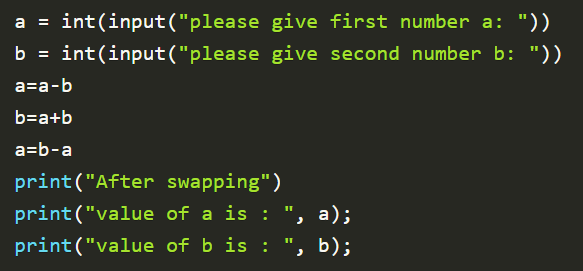 a = int(input("please give first number a: "))
b = int(input("please give second number b: "))
a=a-b
b=a+b
a=b-a
print("After swapping")
print("value of a is : ", a);
print("value of b is : ", b);